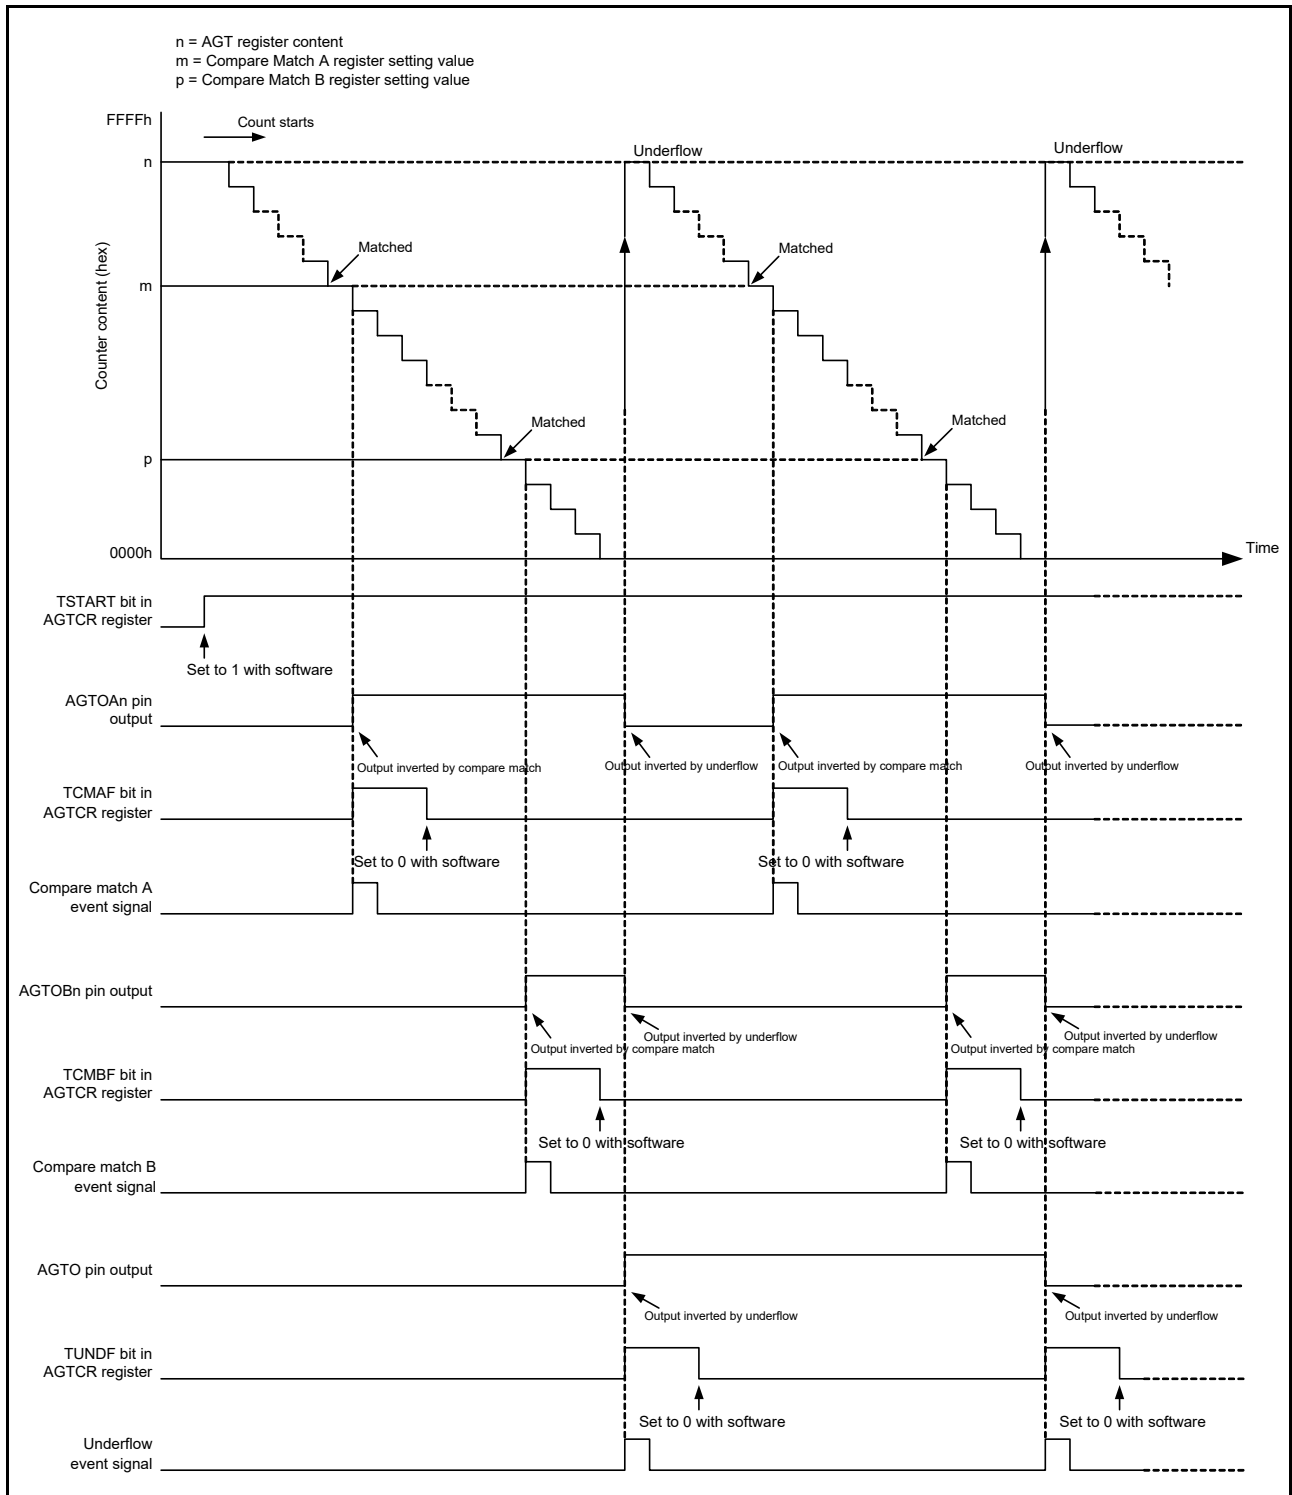 n = AGT register content
m = Compare Match A register setting value
p = Compare Match B register setting value
FFFFh
Count starts
n
Underflow
Underflow
Matched
Matched
m
Counter content (hex)
Matched
Matched
p
0000h
Time
TSTART bit in
AGTCR register
Set to 1 with software
AGTOAn pin
output
Output inverted by compare match
Output inverted by underflow
Output inverted by compare match
Output inverted by underflow
TCMAF bit in
AGTCR register
Set to 0 with software
Set to 0 with software
Compare match A
event signal
AGTOBn pin output
Output inverted by underflow
Output inverted by underflow
Output inverted by compare match
Output inverted by compare match
TCMBF bit in
AGTCR register
Set to 0 with software
Set to 0 with software
Compare match B
event signal
AGTO pin output
Output inverted by underflow
Output inverted by underflow
TUNDF bit in
AGTCR register
Set to 0 with software
Set to 0 with software
Underflow
event signal